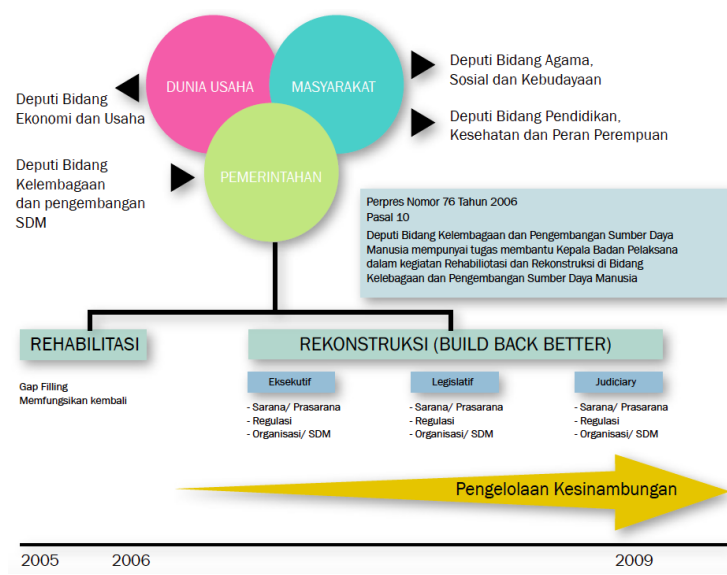 DUNIA USAHA
MASYARAKAT
PEMERINTAHAN
Deputi Bidang
Ekonomi dan Usaha
Deputi Bidang
Kelembagaan
dan pengembangan
SDM
Deputi Bidang Agama,
Sosial dan Kebudayaan
Deputi Bidang Pendidikan,
Kesehatan dan Peran Perempuan
Perpres Nomor 76 Tahun 2006
Pasal 10
Deputi Bidang Kelembagaan dan Pengembangan Sumber Daya
Manusia mempunyai tugas membantu Kepala Badan Pelaksana
dalam kegiatan Rehabiliotasi dan Rekonstruksi di Bidang
Kelebagaan dan Pengembangan Sumber Daya Manusia
REHABILITASI
Gap Filling
Memfungsikan kembali
REKONSTRUKSI (BUILD BACK BETTER)
Eksekutif
- Sarana/ Prasarana
- Regulasi
- Organisasi/ SDM
Legislatif
- Sarana/ Prasarana
- Regulasi
- Organisasi/ SDM
Judiciary
- Sarana/ Prasarana
- Regulasi
- Organisasi/ SDM
Pengelolaan Kesinambungan
2005
2006
2009